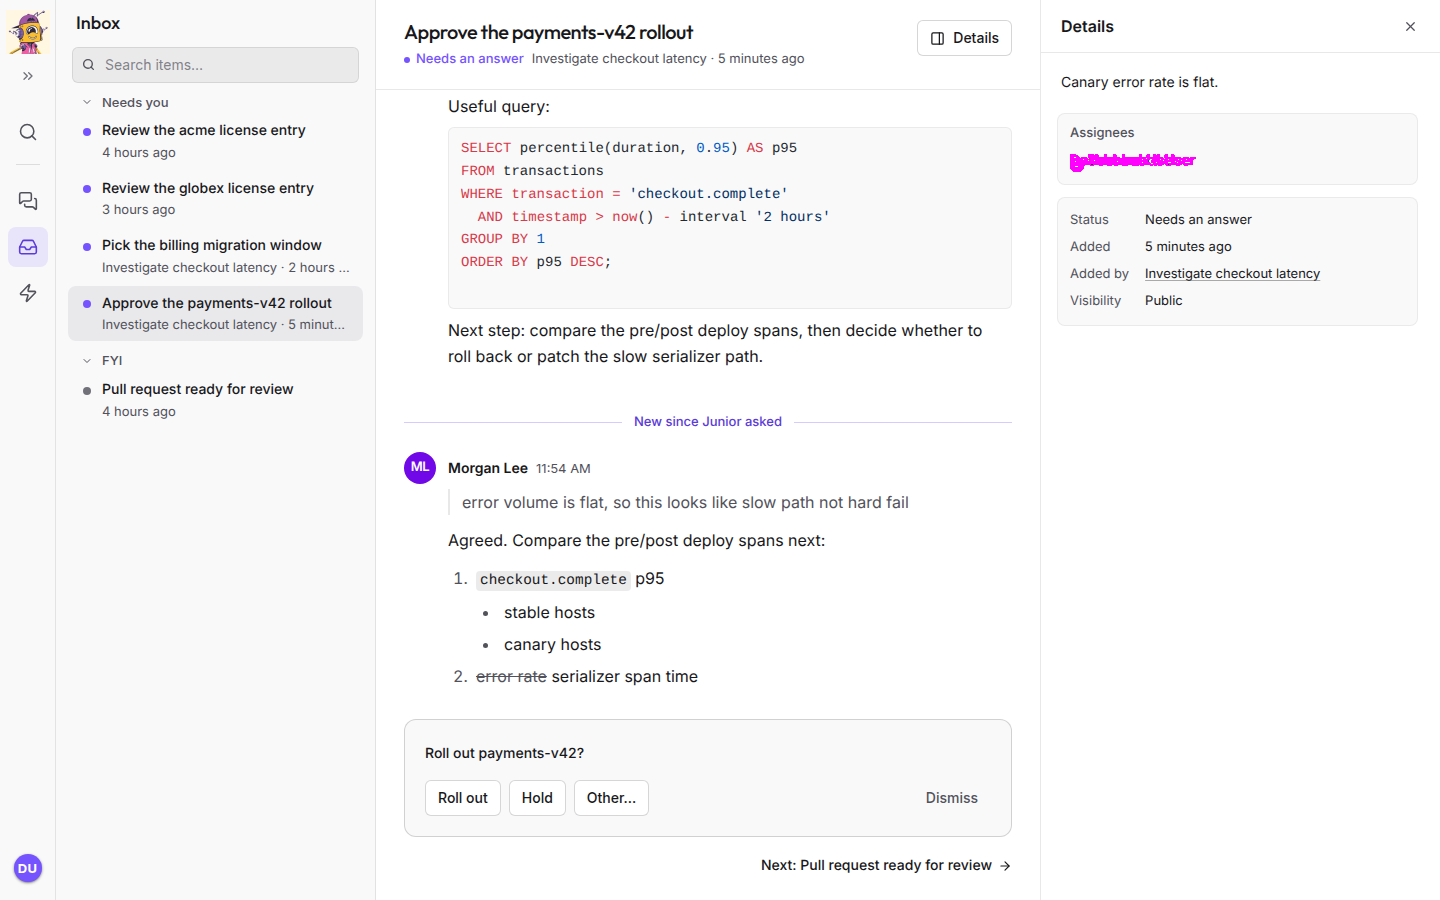 Inbox
Search items...
Needs you
Review the acme license entry
4 hours ago
Review the globex license entry
3 hours ago
Pick the billing migration window
Investigate checkout latency · 2 hours ...
Approve the payments-v42 rollout
Investigate checkout latency · 5 minut...
FYI
Pull request ready for review
4 hours ago
DU
Approve the payments-v42 rollout
Needs an answer Investigate checkout latency · 5 minutes ago
Details
Useful query:
SELECT percentile(duration, 0.95) AS p95
FROM transactions
WHERE transaction = 'checkout.complete'
AND timestamp > now() - interval '2 hours'
GROUP BY 1
ORDER BY p95 DESC;
Next step: compare the pre/post deploy spans, then decide whether to
roll back or patch the slow serializer path.
New since Junior asked
ML
Morgan Lee 11:54 AM
error volume is flat, so this looks like slow path not hard fail
Agreed. Compare the pre/post deploy spans next:
1. checkout.complete p95
• stable hosts
• canary hosts
2. error rate serializer span time
Roll out payments-v42?
Roll out
Hold
Other...
Dismiss
Next: Pull request ready for review →
Details
Canary error rate is flat.
Assignees
Status Needs an answer
Added 5 minutes ago
Added by Investigate checkout latency
Visibility Public